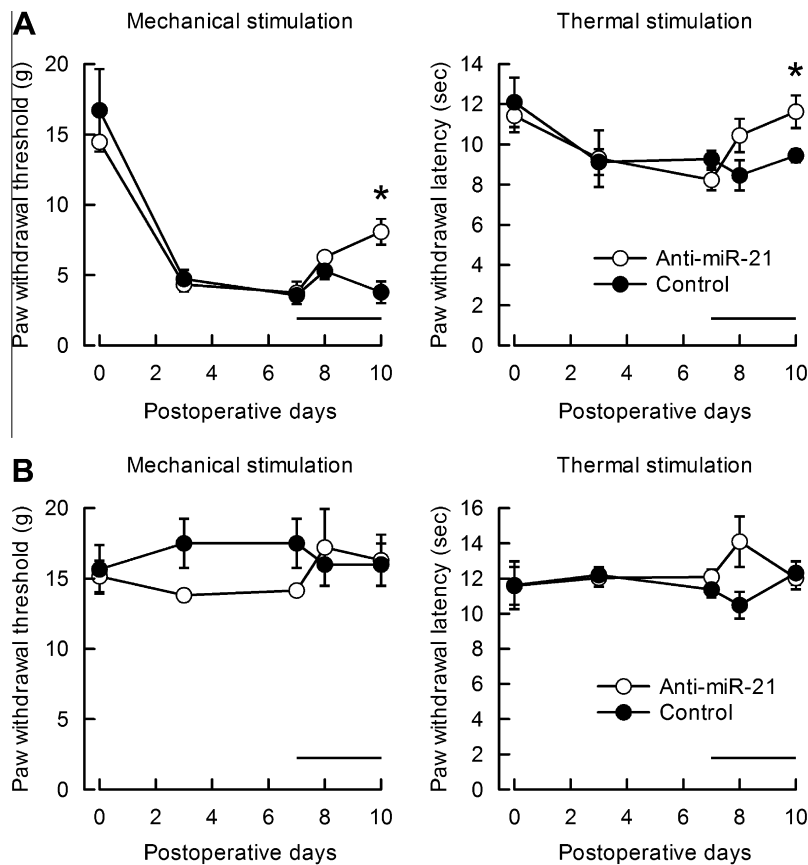 A
Mechanical stimulation
Paw withdrawal threshold (g)
20
15
10
5
0
*
0 2 4 6 8 10
Postoperative days
Thermal stimulation
Paw withdrawal latency (sec)
14
12
10
8
6
4
2
0
*
Anti-miR-21
Control
0 2 4 6 8 10
Postoperative days
B
Mechanical stimulation
Paw withdrawal threshold (g)
20
15
10
5
0
0 2 4 6 8 10
Postoperative days
Thermal stimulation
Paw withdrawal latency (sec)
16
14
12
10
8
6
4
2
0
Anti-miR-21
Control
0 2 4 6 8 10
Postoperative days